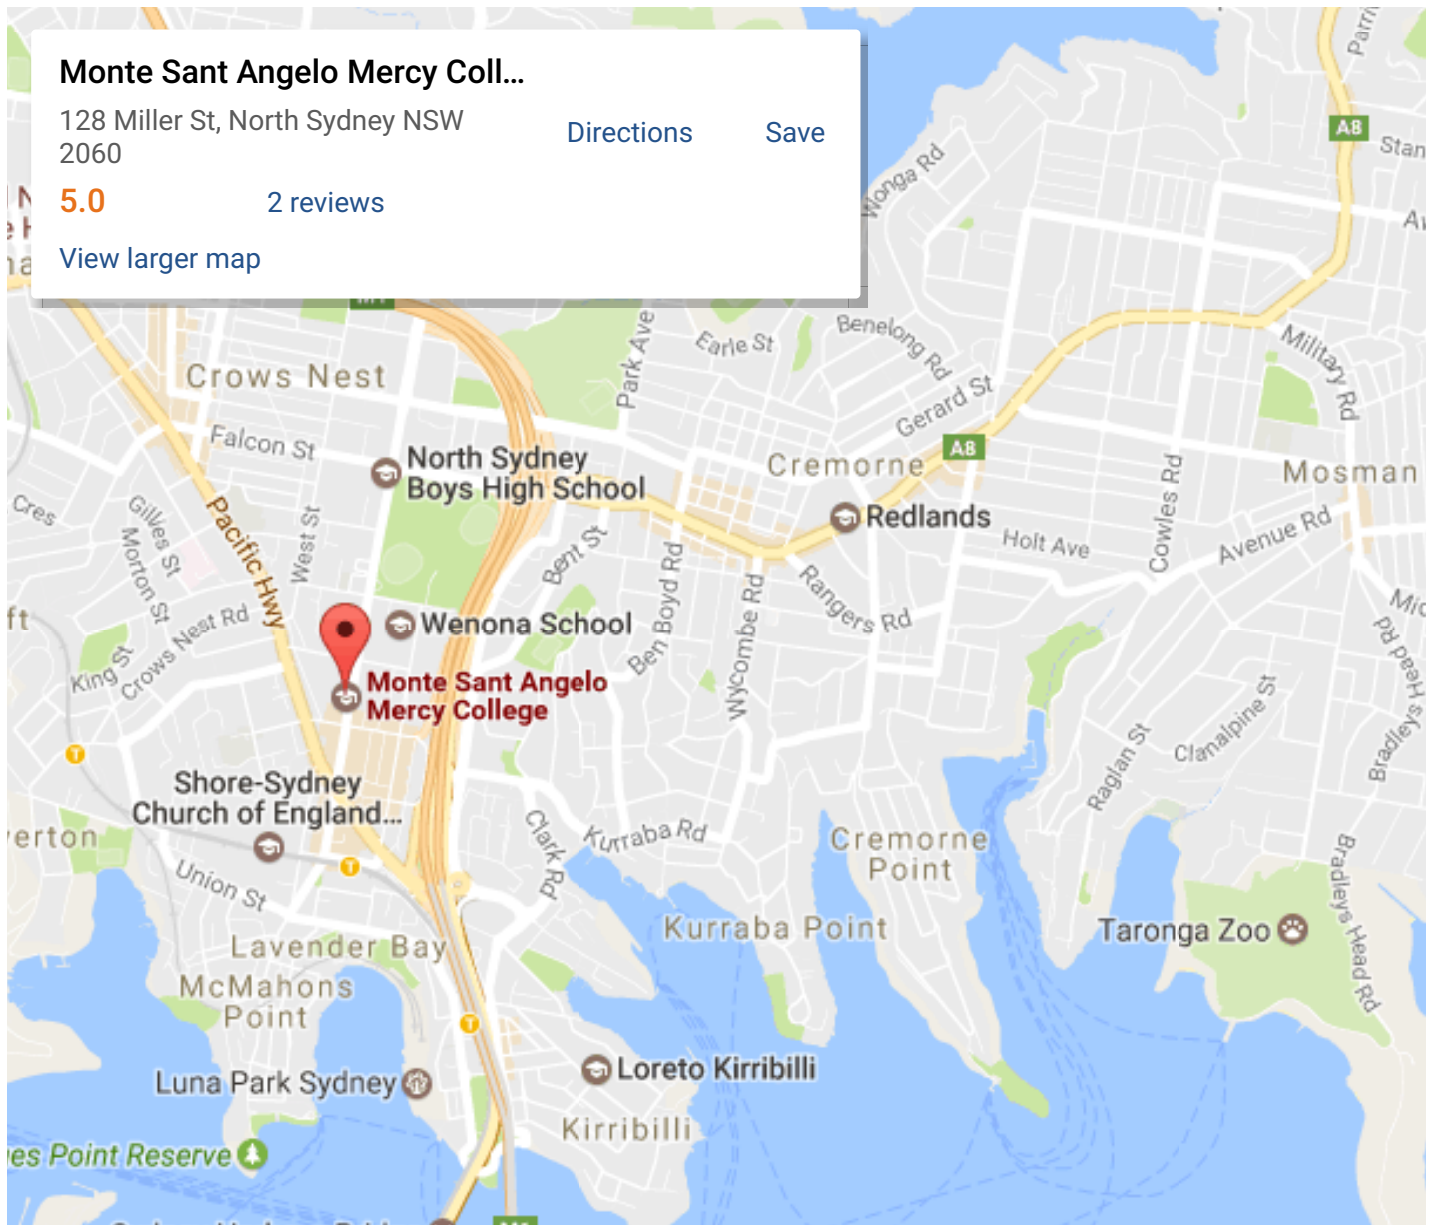 Monte Sant Angelo Mercy Coll...
128 Miller St, North Sydney NSW
2060
Directions
Save
5.0
2 reviews
View larger map
A8
Stan
Wonga Rd
Benelong Rd
Earle St
Park Ave
Military Rd
Crows Nest
Gerard St
Falcon St
A8
North Sydney
Boys High School
Cremorne
Mosman
Cowles Rd
Cres
Gillies St
Morton St
West St
Pacific Hwy
Redlands
Avenue Rd
Holt Ave
Bent St
Ben Boyd Rd
Wycombe Rd
Rangers Rd
ft
Crows Nest Rd
King St
Wenona School
Monte Sant Angelo
Mercy College
Bradleys Head Rd
Clanalpine St
Raglan St
T
Shore-Sydney
Church of England...
verton
T
Union St
Clark Rd
Kurraba Rd
Cremorne
Point
Kurraba Point
Taronga Zoo
Bradleys Head Rd
Lavender Bay
McMahons
Point
T
Luna Park Sydney
Loreto Kirribilli
Kirribilli
es Point Reserve